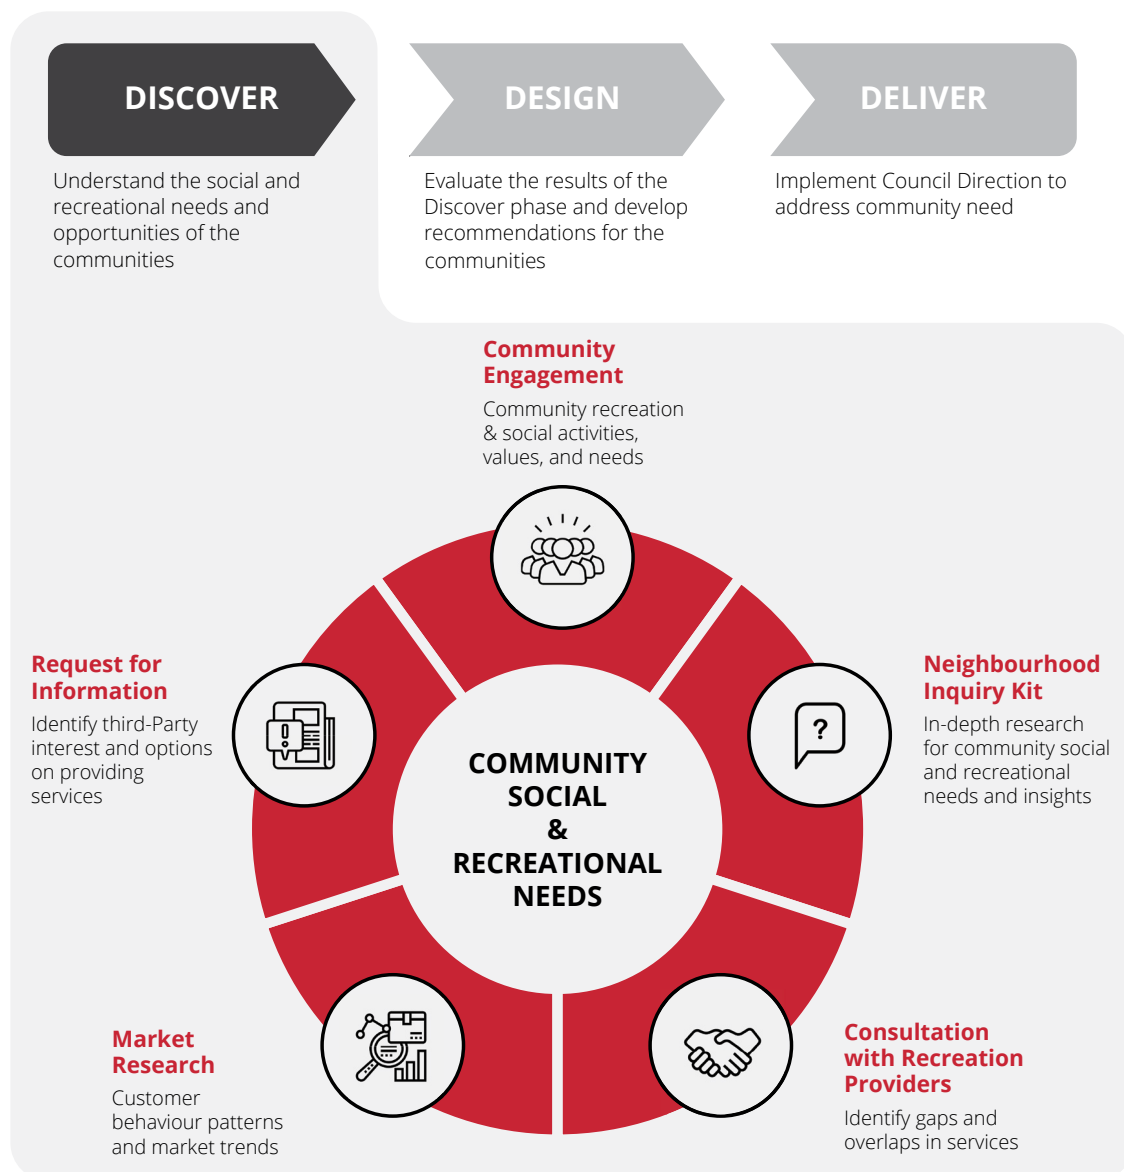 DISCOVER
Understand the social and
recreational needs and
opportunities of the
communities
DESIGN
Evaluate the results of the
Discover phase and develop
recommendations for the
communities
DELIVER
Implement Council Direction to
address community need
Community
Engagement
Community recreation
& social activities,
values, and needs
Request for
Information
Identify third-Party
interest and options
on providing
services
!
Neighbourhood
Inquiry Kit
In-depth research
for community social
and recreational
needs and insights
?
COMMUNITY
SOCIAL
&
RECREATIONAL
NEEDS
Market
Research
Customer
behaviour patterns
and market trends
Consultation
with Recreation
Providers
Identify gaps and
overlaps in services